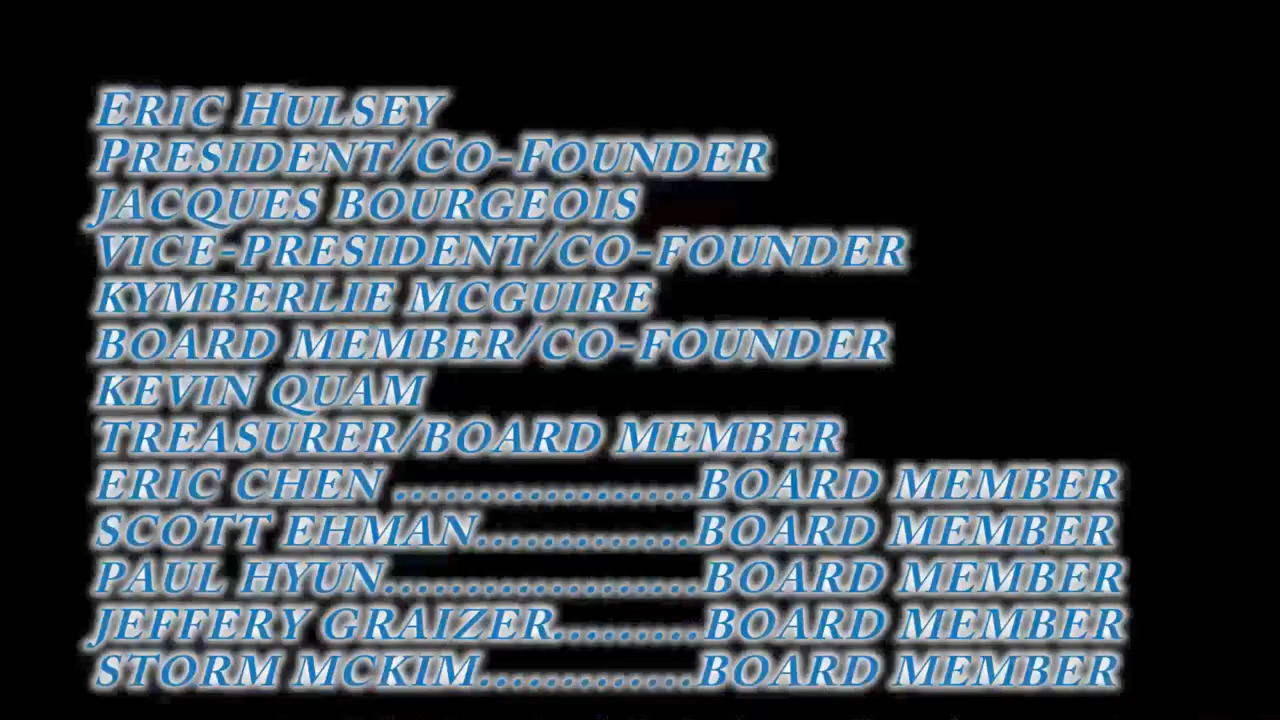 Eric Hulsey
President/Co-Founder
JACQUES BOURGEOIS
VICE-PRESIDENT/CO-FOUNDER
KYMBERLIE MCGUIRE
BOARD MEMBER/CO-FOUNDER
KEVIN QUAM
TREASURER/BOARD MEMBER
ERIC CHEN ...................BOARD MEMBER
SCOTT EHMAN..............BOARD MEMBER
PAUL HYUN....................BOARD MEMBER
JEFFERY GRAIZER.........BOARD MEMBER
STORM MCKIM..............BOARD MEMBER